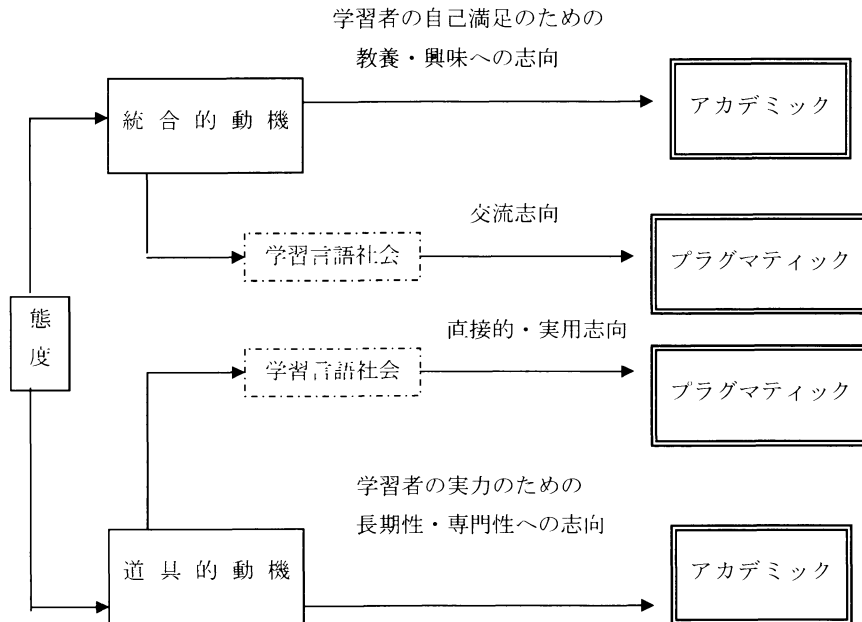 学習者の自己満足のための
教養・興味への志向
アカデミック
統合的動機
交流志向
学習言語社会
プラグマティック
態
度
直接的・実用志向
学習言語社会
プラグマティック
学習者の実力のための
長期性・専門性への志向
道具的動機
アカデミック